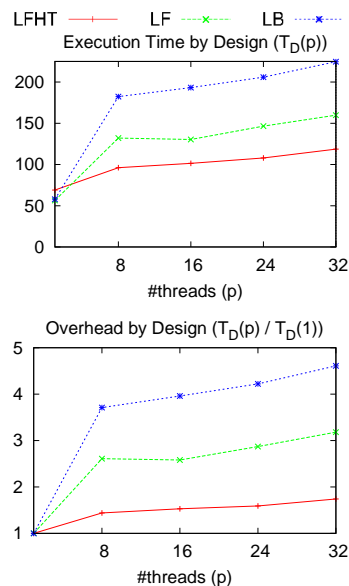 LFHT LF LB
Execution Time by Design (T_D(p))
200
150
100
50
0
8 16 24 32
#threads (p)
Overhead by Design (T_D(p) / T_D(1))
5
4
3
2
1
8 16 24 32
#threads (p)